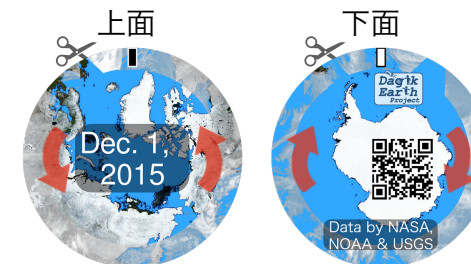 上面
下面
Dagik
Earth
Project
Dec. 1,
2015
Data by NASA,
NOAA & USGS